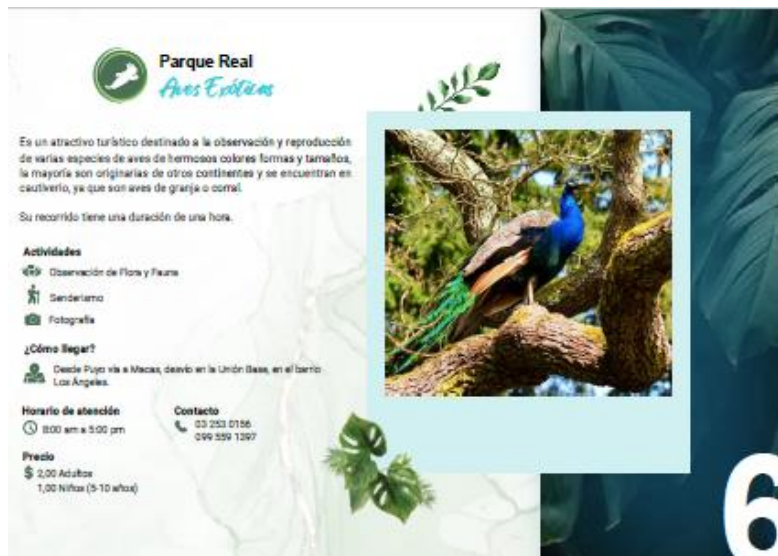 Parque Real
Aves Exóticas
Es un atractivo turístico destinado a la observación y reproducción
de varias especies de aves de hermosos colores formas y tamaños,
la mayoría son originarias de otros continentes y se encuentran en
cautiverio, ya que son aves de granja o corral.
Su recorrido tiene una duración de una hora.
Actividades
Observación de Flora y Fauna
Senderismo
Fotografía
¿Cómo llegar?
Desde Puyo vía a Macas, desvío en la Unión Base, en el barrio
Los Ángeles.
Horario de atención
8:00 am a 5:00 pm
Contacto
03 253 0156
099 559 1397
Precio
$ 2,00 Adultos
1,00 Niños (5-10 años)
6